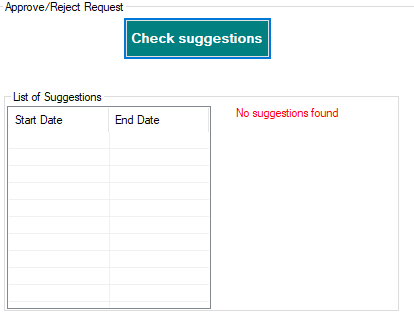 Approve/Reject Request
Check suggestions
List of Suggestions
Start Date End Date
No suggestions found